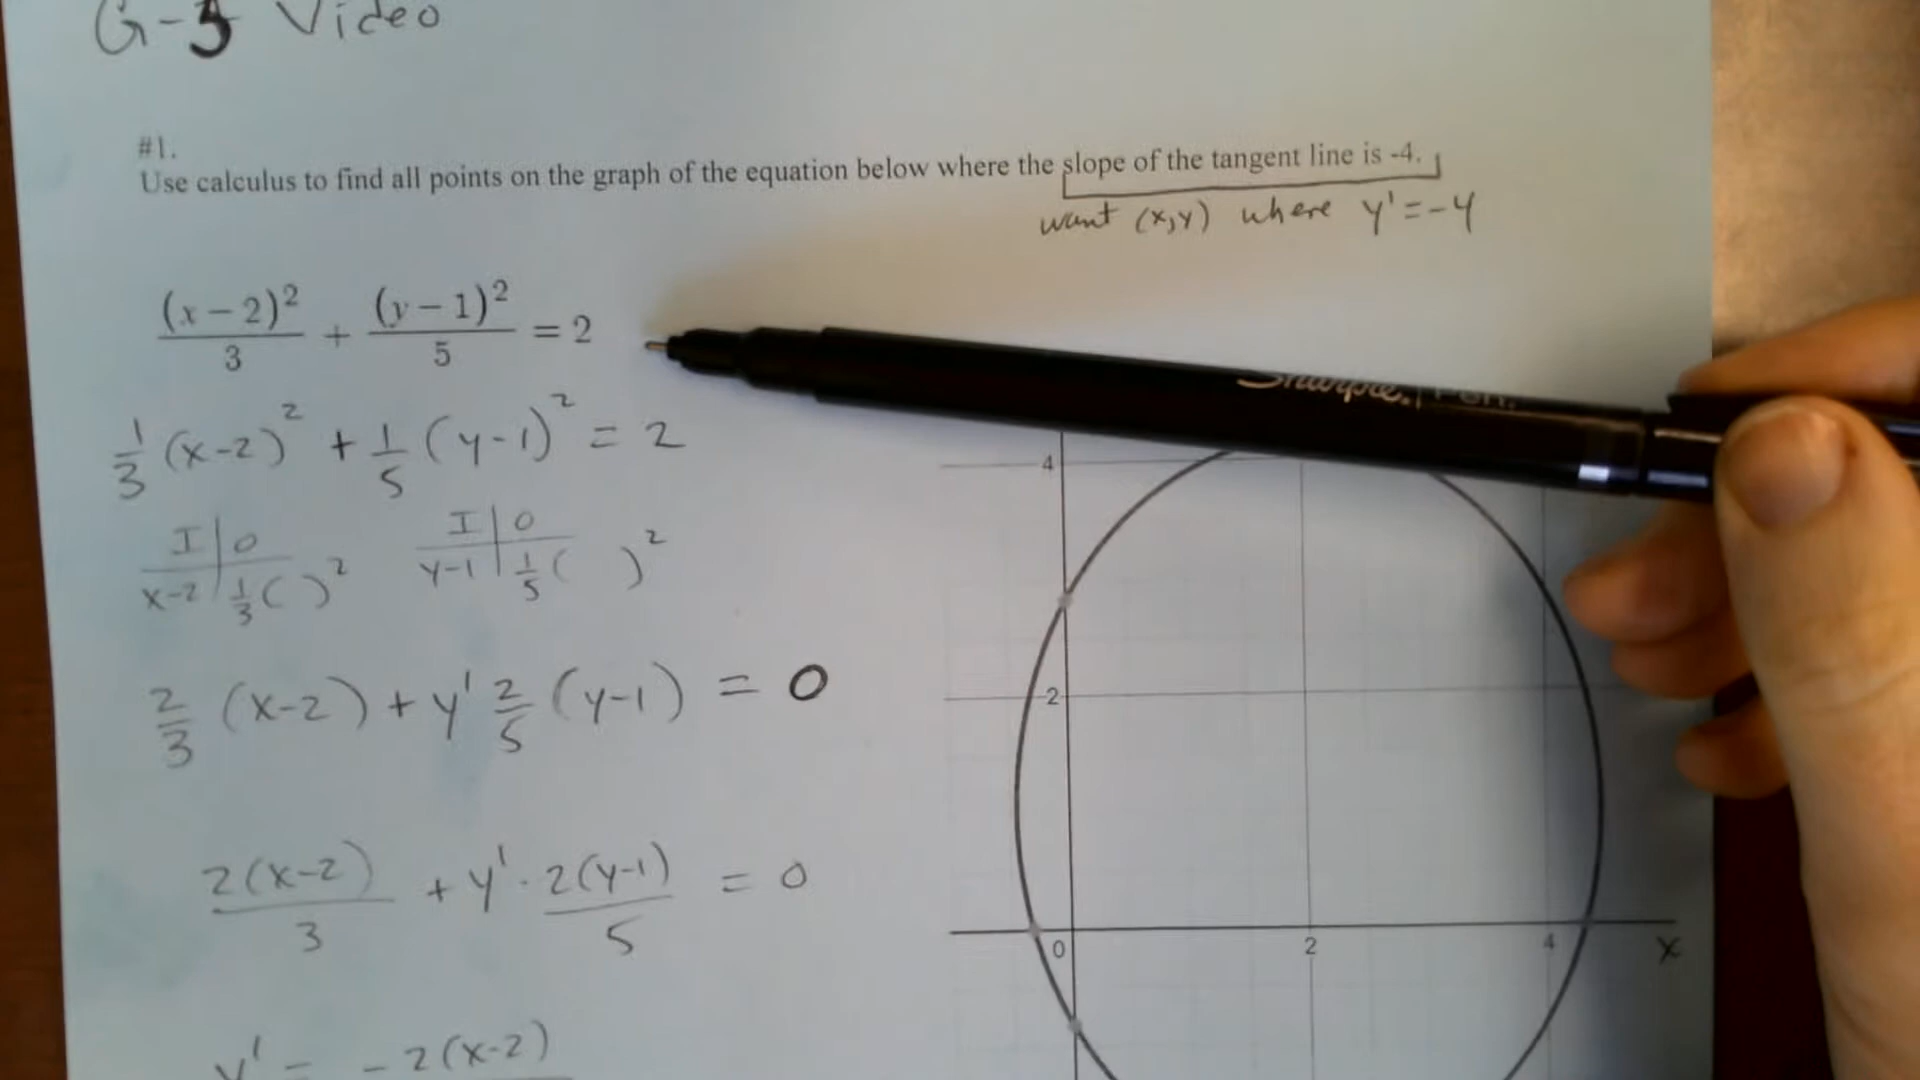 G-3 Video
#1.
Use calculus to find all points on the graph of the equation below where the slope of the tangent line is -4.
want (x,y) where y'=-4
(x-2)²/3 + (y-1)²/5 = 2
1/3 (x-2)² + 1/5 (y-1)² = 2
I | O
x-2 | 1/3( )²
I | O
y-1 | 1/5( )²
2/3 (x-2) + y' 2/5 (y-1) = 0
2(x-2)/3 + y' · 2(y-1)/5 = 0
y' = -2(x-2)
Sharpie. Pen.
4
2
0
2
4
X